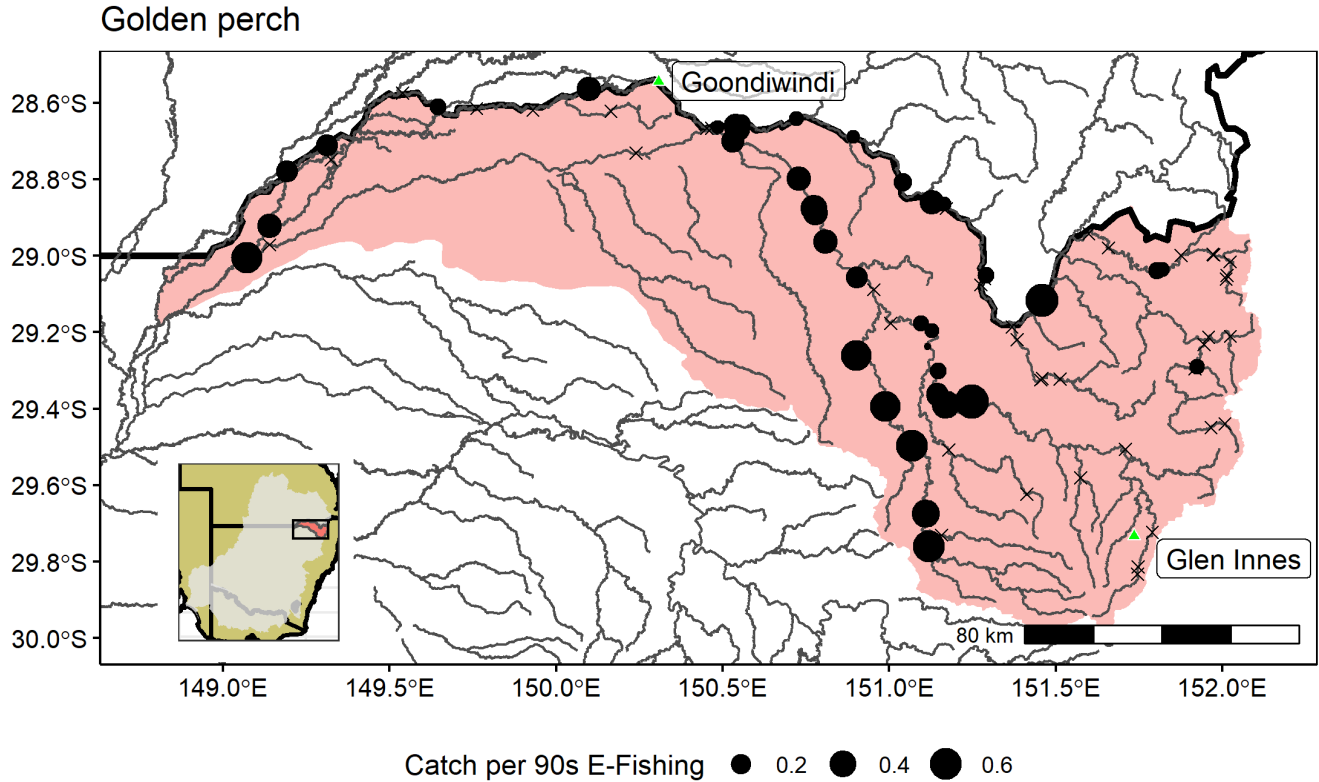 Golden perch
Goondiwindi
28.6°S
28.8°S
29.0°S
29.2°S
29.4°S
29.6°S
29.8°S
30.0°S
Glen Innes
80 km
149.0°E
149.5°E
150.0°E
150.5°E
151.0°E
151.5°E
152.0°E
Catch per 90s E-Fishing 0.2 0.4 0.6